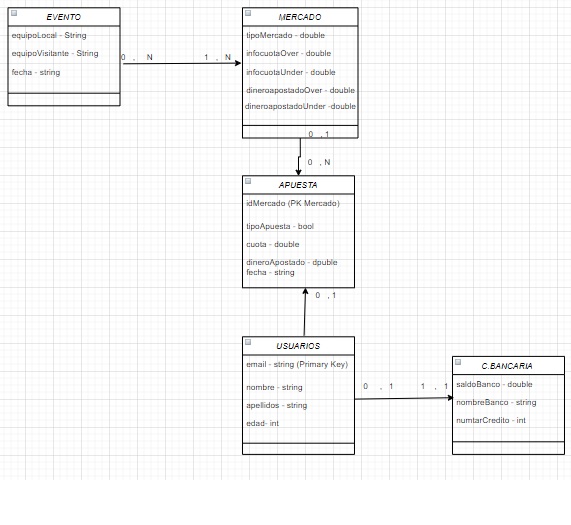 EVENTO
equipoLocal - String
equipoVisitante - String
fecha - string
0 , N
1 , N
MERCADO
tipoMercado - double
infocuotaOver - double
infocuotaUnder - double
dineroapostadoOver - double
dineroapostadoUnder -double
0 ,1
0 ,N
APUESTA
idMercado (PK Mercado)
tipoApuesta - bool
cuota - double
dineroApostado - dpuble
fecha - string
0 ,1
USUARIOS
email - string (Primary Key)
nombre - string
apellidos - string
edad- int
0 , 1
1 , 1
C.BANCARIA
saldoBanco - double
nombreBanco - string
numtarCredito - int